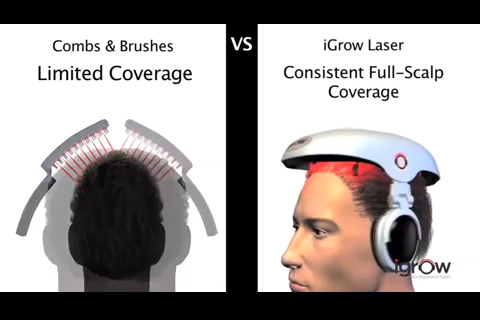 Combs & Brushes
Limited Coverage
VS
iGrow Laser
Consistent Full-Scalp
Coverage
igrow